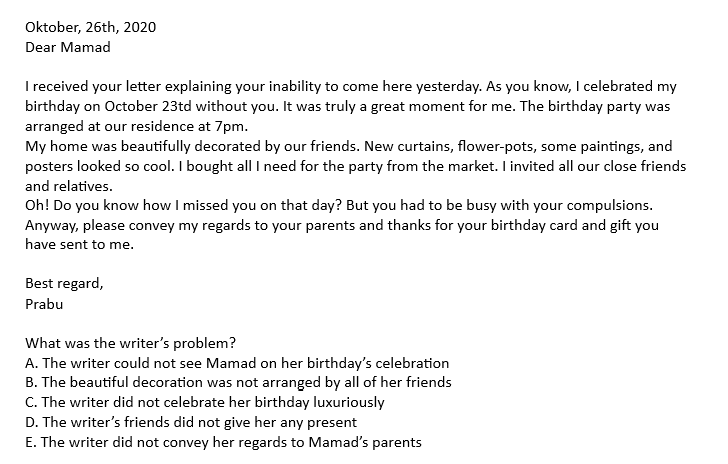 Oktober, 26th, 2020
Dear Mamad
I received your letter explaining your inability to come here yesterday. As you know, I celebrated my
birthday on October 23td without you. It was truly a great moment for me. The birthday party was
arranged at our residence at 7pm.
My home was beautifully decorated by our friends. New curtains, flower-pots, some paintings, and
posters looked so cool. I bought all I need for the party from the market. I invited all our close friends
and relatives.
Oh! Do you know how I missed you on that day? But you had to be busy with your compulsions.
Anyway, please convey my regards to your parents and thanks for your birthday card and gift you
have sent to me.
Best regard,
Prabu
What was the writer’s problem?
A. The writer could not see Mamad on her birthday’s celebration
B. The beautiful decoration was not arranged by all of her friends
C. The writer did not celebrate her birthday luxuriously
D. The writer’s friends did not give her any present
E. The writer did not convey her regards to Mamad’s parents